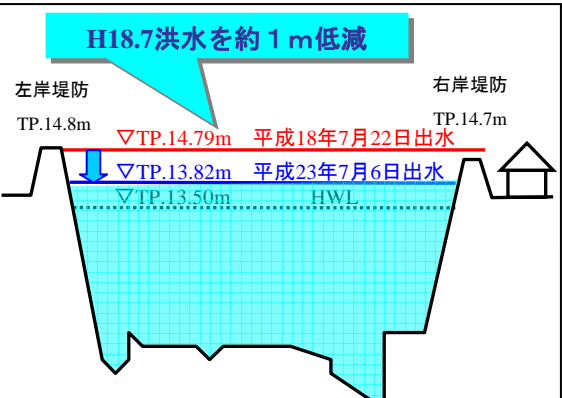 H18.7洪水を約１ｍ低減
左岸堤防
右岸堤防
TP.14.8m
TP.14.7m
▽TP.14.79m 平成18年7月22日出水
▽TP.13.82m 平成23年7月6日出水
▽TP.13.50m HWL